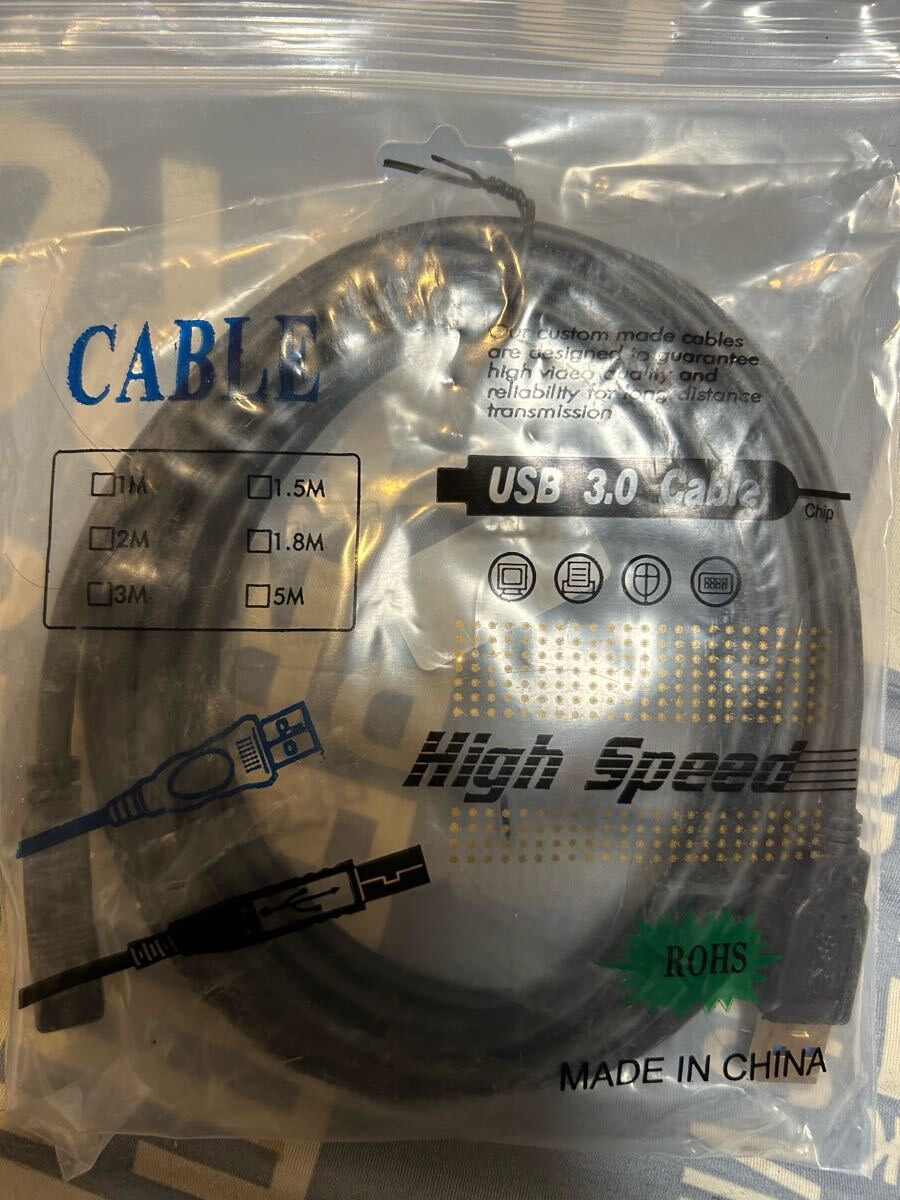 CABLE
Our custom made cables
are designed to guarantee
high video quality and
reliability for long distance
transmission
1M
1.5M
2M
1.8M
3M
5M
USB 3.0 Cable
Chip
High Speed
ROHS
MADE IN CHINA